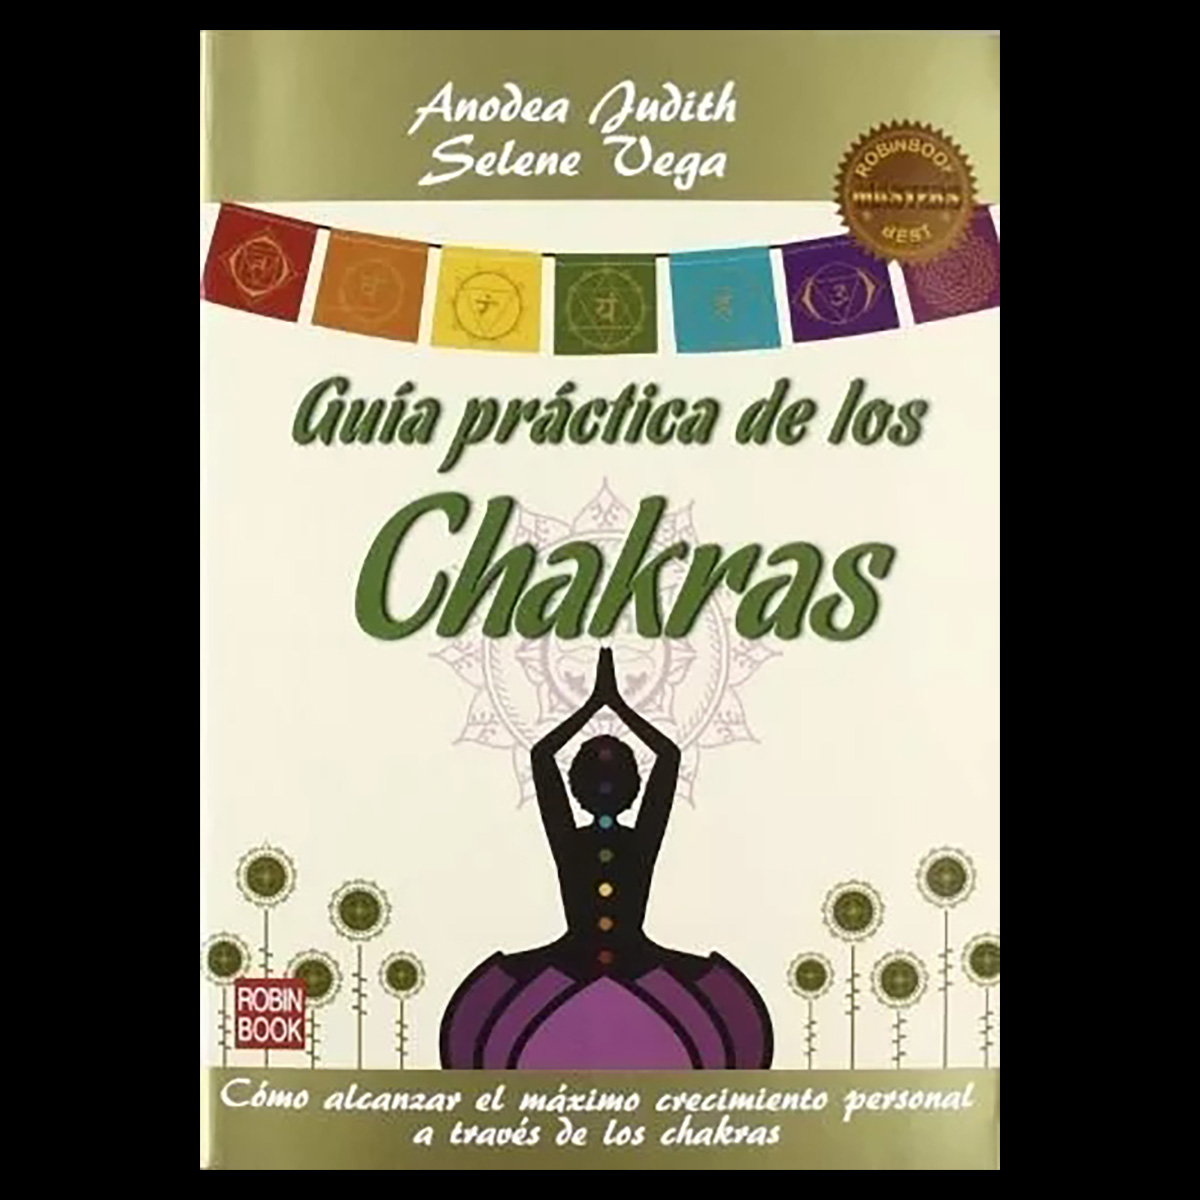 Anodea Judith
Selene Vega
ROBINBOOK
MASTERS
BEST
Guía práctica de los
Chakras
यं
ॐ
ROBIN
BOOK
Cómo alcanzar el máximo crecimiento personal
a través de los chakras